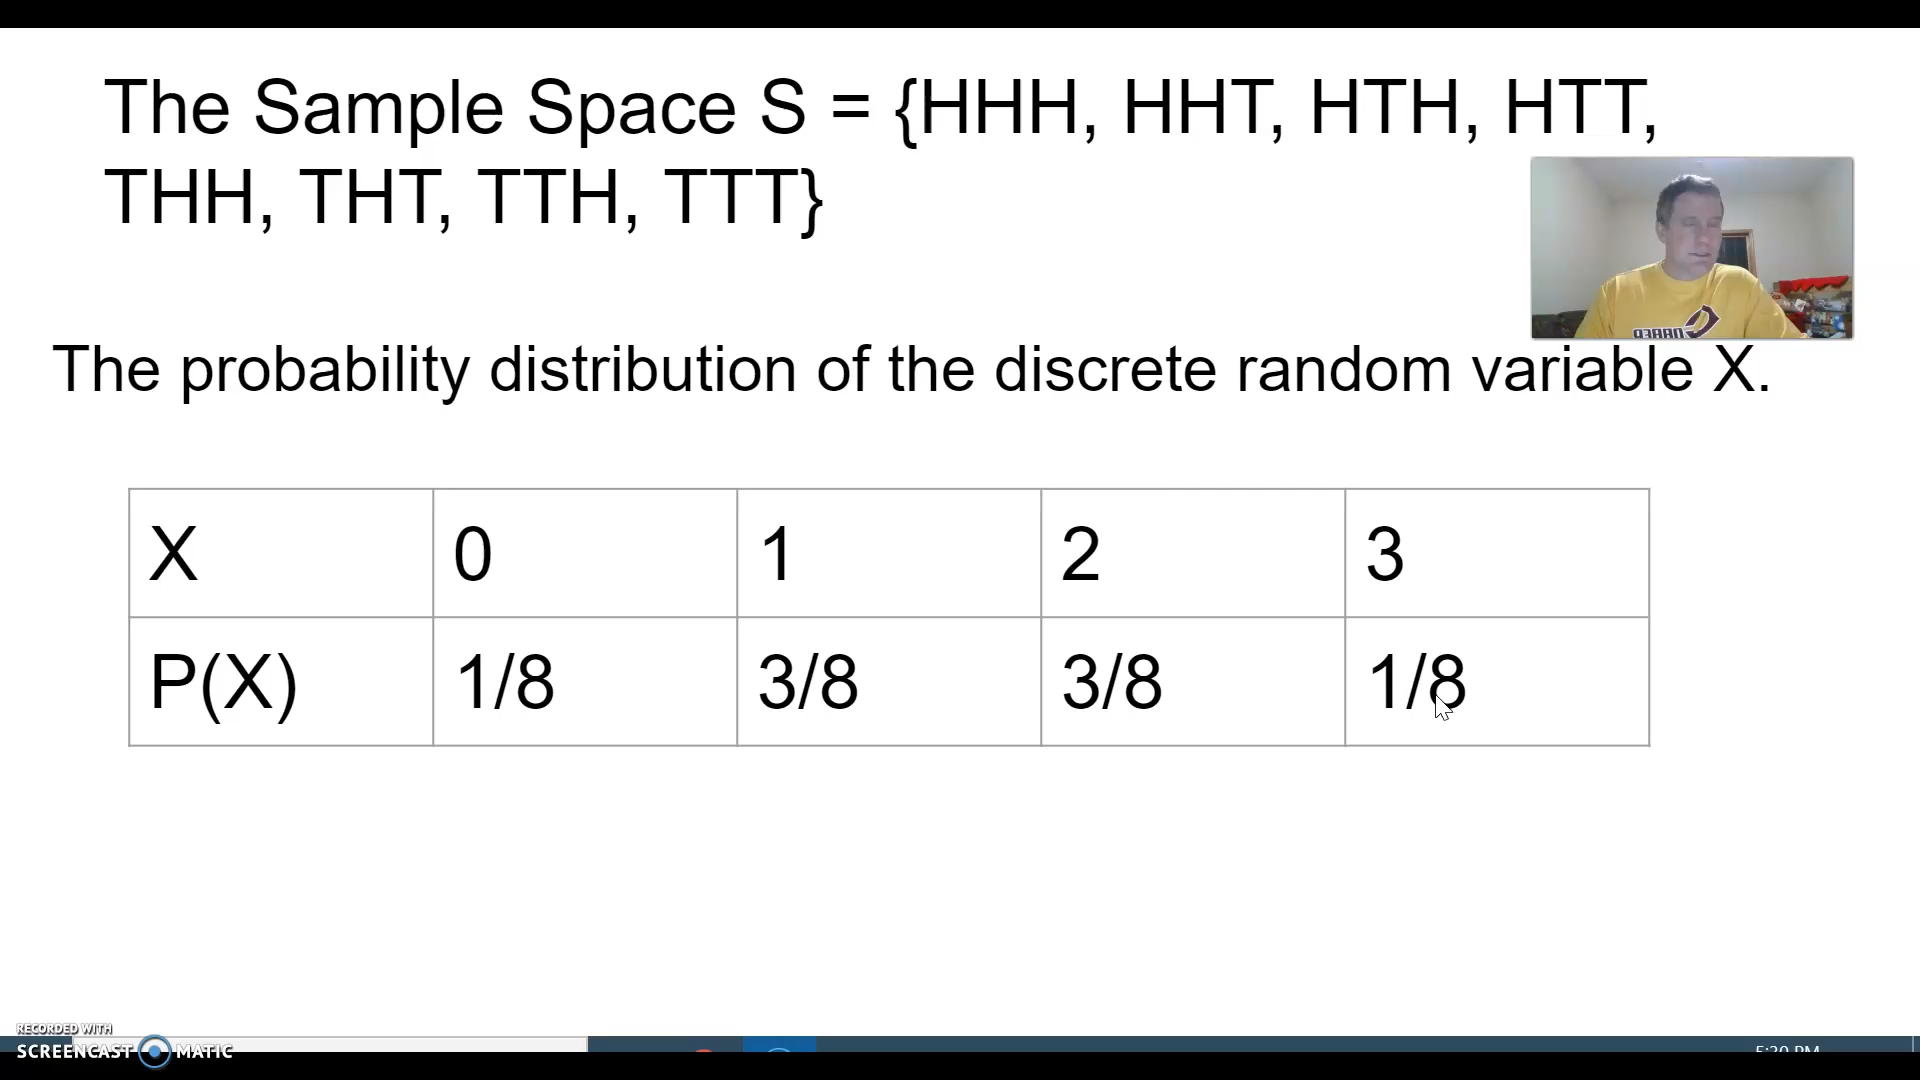 The Sample Space S = {HHH, HHT, HTH, HTT,
THH, THT, TTH, TTT}
The probability distribution of the discrete random variable X.
X 0 1 2 3
P(X) 1/8 3/8 3/8 1/8
RECORDED WITH
SCREENCAST MATIC